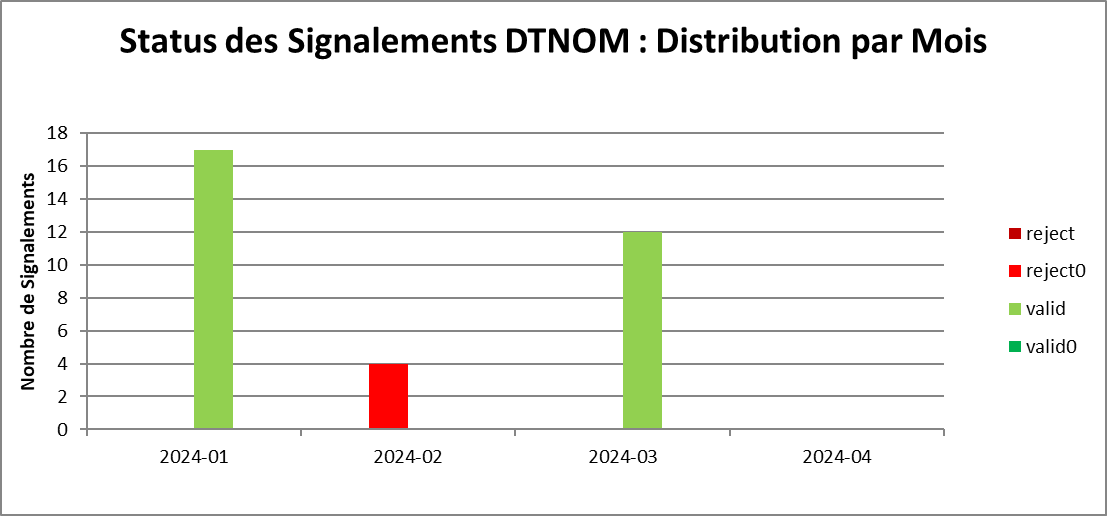 Status des Signalements DTNOM : Distribution par Mois
Nombre de Signalements
18
16
14
12
10
8
6
4
2
0
2024-01
2024-02
2024-03
2024-04
reject
reject0
valid
valid0